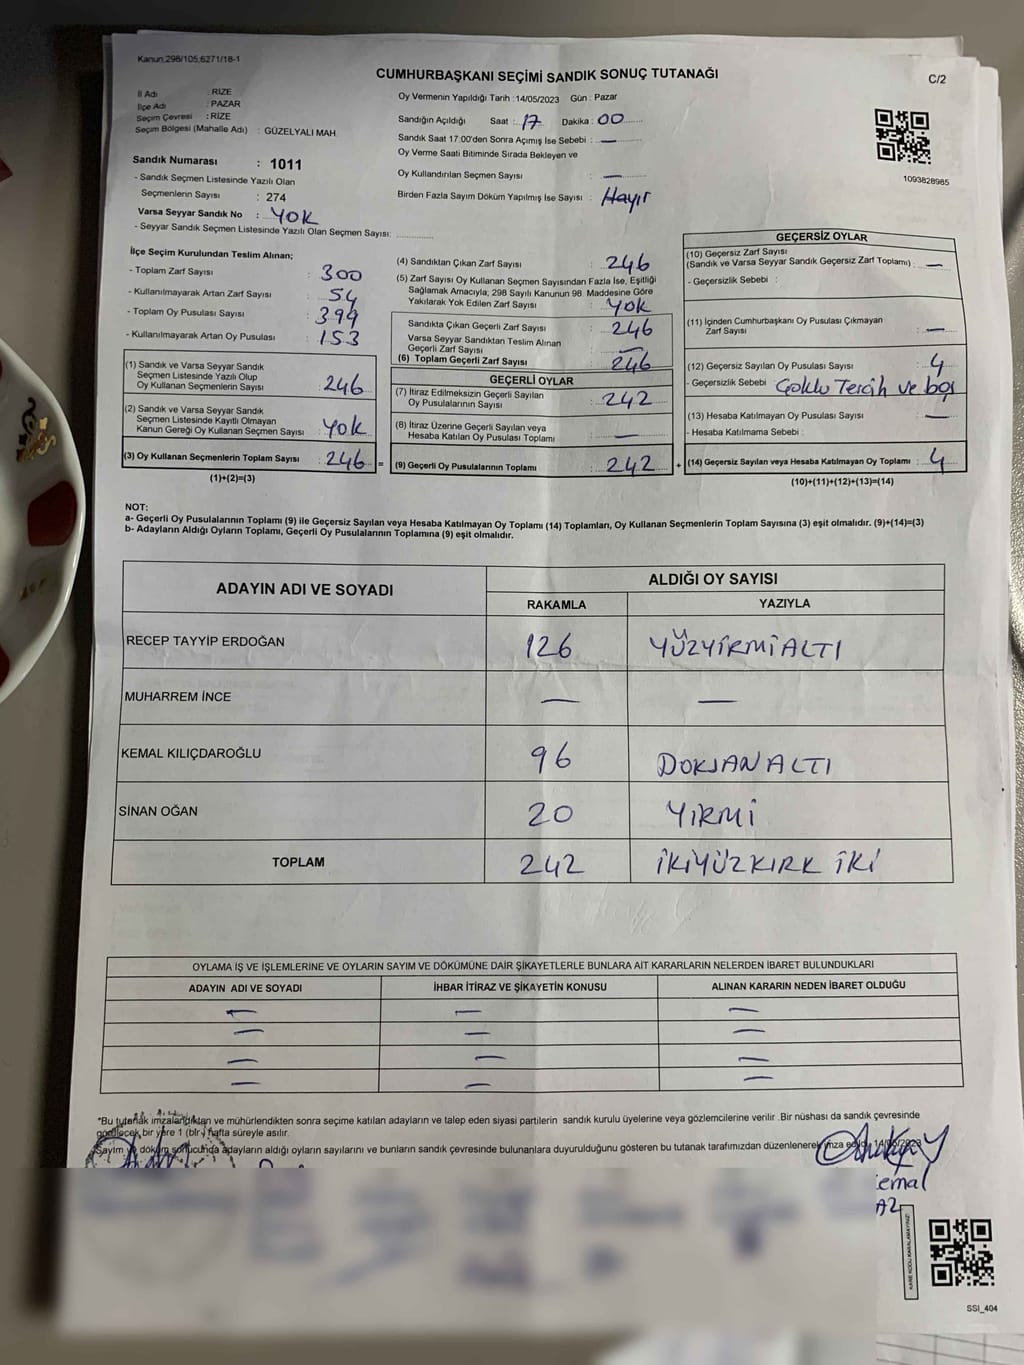 Kanun,298/105,6271/18-1
CUMHURBAŞKANI SEÇİMİ SANDIK SONUÇ TUTANAĞI
C/2
İl Adı : RİZE
İlçe Adı : PAZAR
Seçim Çevresi : RİZE
Seçim Bölgesi (Mahalle Adı) : GÜZELYALI MAH.
Sandık Numarası : 1011
- Sandık Seçmen Listesinde Yazılı Olan
Seçmenlerin Sayısı : 274
Varsa Seyyar Sandık No : YOK
- Seyyar Sandık Seçmen Listesinde Yazılı Olan Seçmen Sayısı:
Oy Vermenin Yapıldığı Tarih :14/05/2023 Gün : Pazar
Sandığın Açıldığı Saat : 17 Dakika : 00
Sandık Saat 17:00'den Sonra Açımış İse Sebebi : —
Oy Verme Saati Bitiminde Sırada Bekleyen ve
Oy Kullandırılan Seçmen Sayısı : —
Birden Fazla Sayım Döküm Yapılmış İse Sayısı : Hayır
1093828985
İlçe Seçim Kurulundan Teslim Alınan;
- Toplam Zarf Sayısı : 300
- Kullanılmayarak Artan Zarf Sayısı : 54
- Toplam Oy Pusulası Sayısı : 399
- Kullanılmayarak Artan Oy Pusulası : 153
(1) Sandık ve Varsa Seyyar Sandık
Seçmen Listesinde Yazılı Olup
Oy Kullanan Seçmenlerin Sayısı : 246
(2) Sandık ve Varsa Seyyar Sandık
Seçmen Listesinde Kayıtlı Olmayan
Kanun Gereği Oy Kullanan Seçmen Sayısı : YOK
(3) Oy Kullanan Seçmenlerin Toplam Sayısı : 246 =
(1)+(2)=(3)
(4) Sandıktan Çıkan Zarf Sayısı : 246
(5) Zarf Sayısı Oy Kullanan Seçmen Sayısından Fazla İse, Eşitliği
Sağlamak Amacıyla; 298 Sayılı Kanunun 98. Maddesine Göre
Yakılarak Yok Edilen Zarf Sayısı : YOK
Sandıkta Çıkan Geçerli Zarf Sayısı : 246
Varsa Seyyar Sandıktan Teslim Alınan
Geçerli Zarf Sayısı : —
(6) Toplam Geçerli Zarf Sayısı : 246
GEÇERLİ OYLAR
(7) İtiraz Edilmeksizin Geçerli Sayılan
Oy Pusulalarının Sayısı : 242
(8) İtiraz Üzerine Geçerli Sayılan veya
Hesaba Katılan Oy Pusulası Toplamı : —
(9) Geçerli Oy Pusulalarının Toplamı : 242 +
GEÇERSİZ OYLAR
(10) Geçersiz Zarf Sayısı
(Sandık ve Varsa Seyyar Sandık Geçersiz Zarf Toplamı) : —
- Geçersizlik Sebebi :
(11) İçinden Cumhurbaşkanı Oy Pusulası Çıkmayan
Zarf Sayısı : —
(12) Geçersiz Sayılan Oy Pusulası Sayısı : 4
- Geçersizlik Sebebi : Çoklu Tercih ve boş
(13) Hesaba Katılmayan Oy Pusulası Sayısı : —
- Hesaba Katılmama Sebebi :
(14) Geçersiz Sayılan veya Hesaba Katılmayan Oy Toplamı : 4
(10)+(11)+(12)+(13)=(14)
NOT:
a- Geçerli Oy Pusulalarının Toplamı (9) ile Geçersiz Sayılan veya Hesaba Katılmayan Oy Toplamı (14) Toplamları, Oy Kullanan Seçmenlerin Toplam Sayısına (3) eşit olmalıdır. (9)+(14)=(3)
b- Adayların Aldığı Oyların Toplamı, Geçerli Oy Pusulalarının Toplamına (9) eşit olmalıdır.
ADAYIN ADI VE SOYADI
ALDIĞI OY SAYISI
RAKAMLA YAZIYLA
RECEP TAYYİP ERDOĞAN 126 YÜZYİRMİALTI
MUHARREM İNCE — —
KEMAL KILIÇDAROĞLU 96 DOKSANALTI
SİNAN OĞAN 20 YİRMİ
TOPLAM 242 İKİYÜZKIRK İKİ
OYLAMA İŞ VE İŞLEMLERİNE VE OYLARIN SAYIM VE DÖKÜMÜNE DAİR ŞİKAYETLERLE BUNLARA AİT KARARLARIN NELERDEN İBARET BULUNDUKLARI
ADAYIN ADI VE SOYADI İHBAR İTİRAZ VE ŞİKAYETİN KONUSU ALINAN KARARIN NEDEN İBARET OLDUĞU
— — —
— — —
— — —
— — —
*Bu tutanak imzalandıktan ve mühürlendikten sonra seçime katılan adayların ve talep eden siyasi partilerin sandık kurulu üyelerine veya gözlemcilerine verilir .Bir nüshası da sandık çevresinde
görülecek bir yere 1 (bir) hafta süreyle asılır.
Sayım ve döküm sonucunda adayların aldığı oyların sayılarını ve bunların sandık çevresinde bulunanlara duyurulduğunu gösteren bu tutanak tarafımızdan düzenlenerek imza edildi. 14/05/2023
KARE KODU KARALAMAYINIZ!
SSI_404